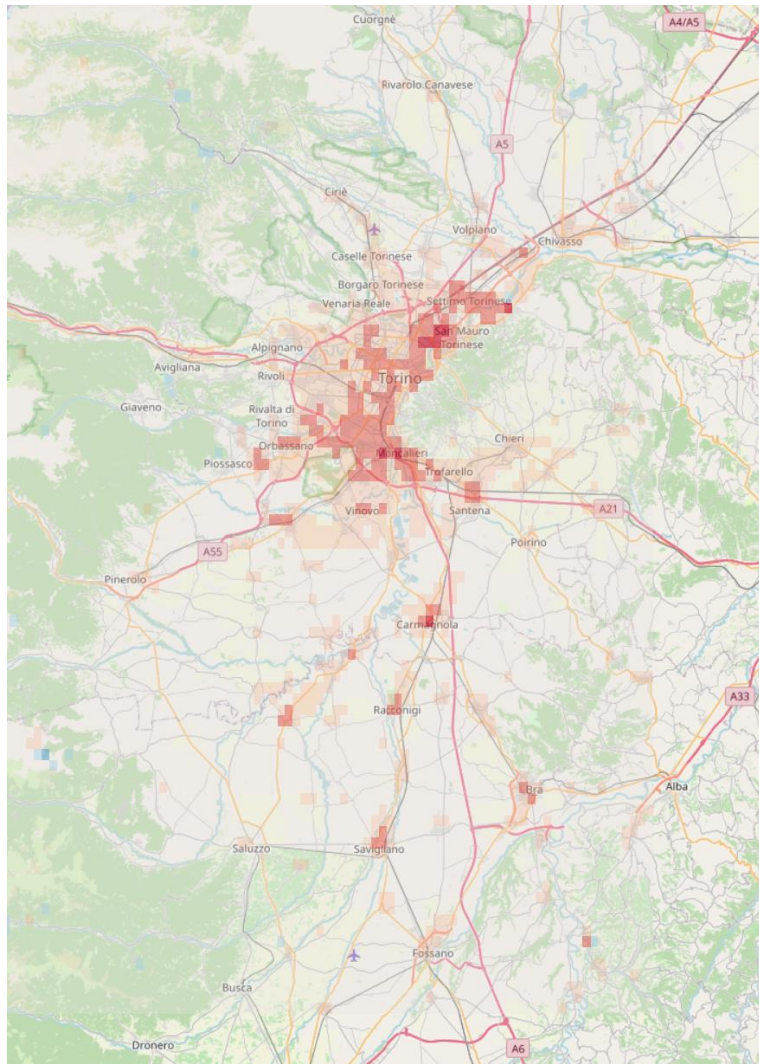 Cuorgnè
A4/A5
Rivarolo Canavese
A5
Ciriè
Volpiano
Chivasso
Caselle Torinese
Borgaro Torinese
Venaria Reale
Settimo Torinese
San Mauro
Torinese
Alpignano
Avigliana
Rivoli
Torino
Giaveno
Rivalta di
Torino
Orbassano
Chieri
Piossasco
Moncalieri
Trofarello
Vinovo
Santena
A21
A55
Poirino
Pinerolo
Carmagnola
A33
Racconigi
Bra
Alba
Saluzzo
Savigliano
Fossano
Busca
Dronero
A6